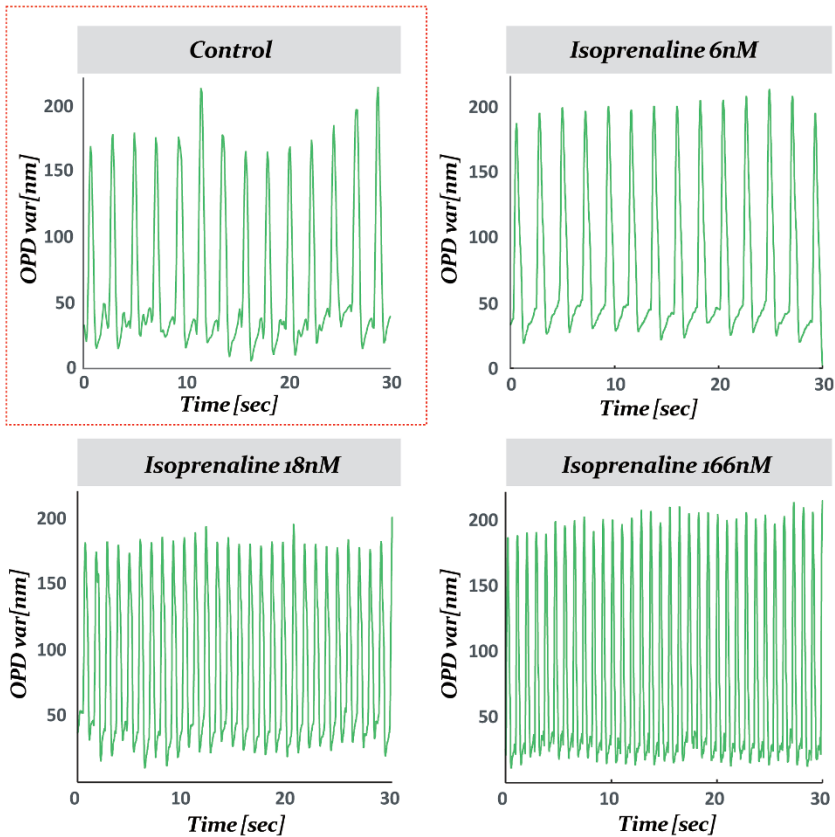 Control
OPD var[nm]
200
150
100
50
0
0 10 20 30
Time [sec]
Isoprenaline 6nM
OPD var[nm]
200
150
100
50
0
0 10 20 30
Time [sec]
Isoprenaline 18nM
OPD var[nm]
200
150
100
50
0 10 20 30
Time [sec]
Isoprenaline 166nM
OPD var[nm]
200
150
100
50
0 10 20 30
Time [sec]